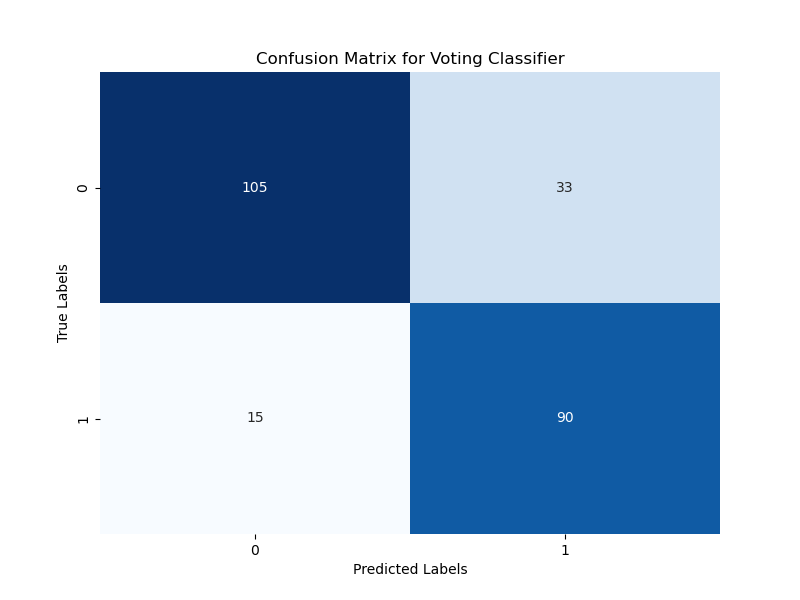 Confusion Matrix for Voting Classifier
0
105
33
True Labels
1
15
90
0
1
Predicted Labels